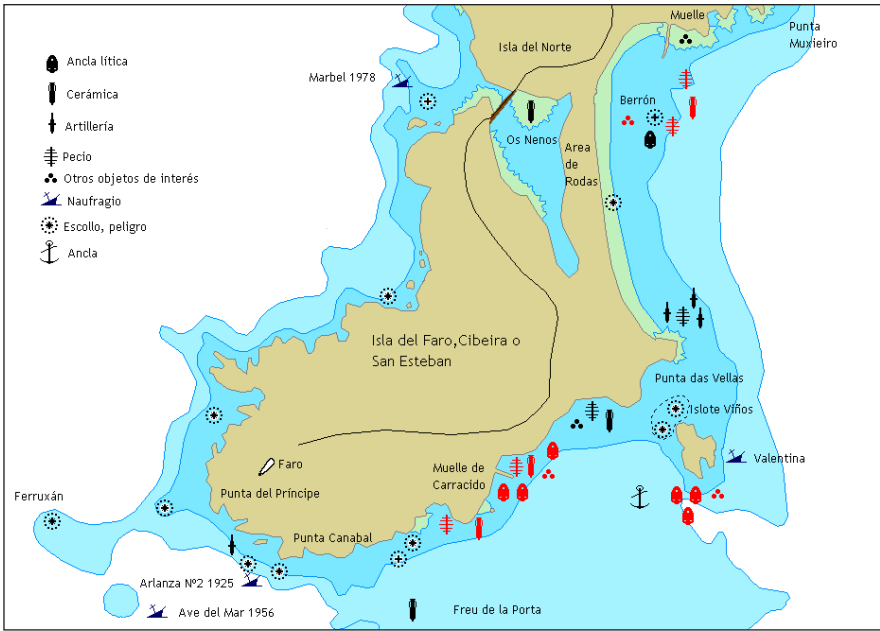 Muelle
Punta
Muxieiro
Isla del Norte
Ancla lítica
Marbel 1978
Cerámica
Berrón
Artillería
Os Nenos
Area
de
Rodas
Pecio
Otros objetos de interés
Naufragio
Escollo, peligro
Ancla
Isla del Faro,Cibeira o
San Esteban
Punta das Vellas
Islote Viños
Valentina
Faro
Muelle de
Carracido
Punta del Príncipe
Ferruxán
Punta Canabal
Arlanza Nº2 1925
Ave del Mar 1956
Freu de la Porta